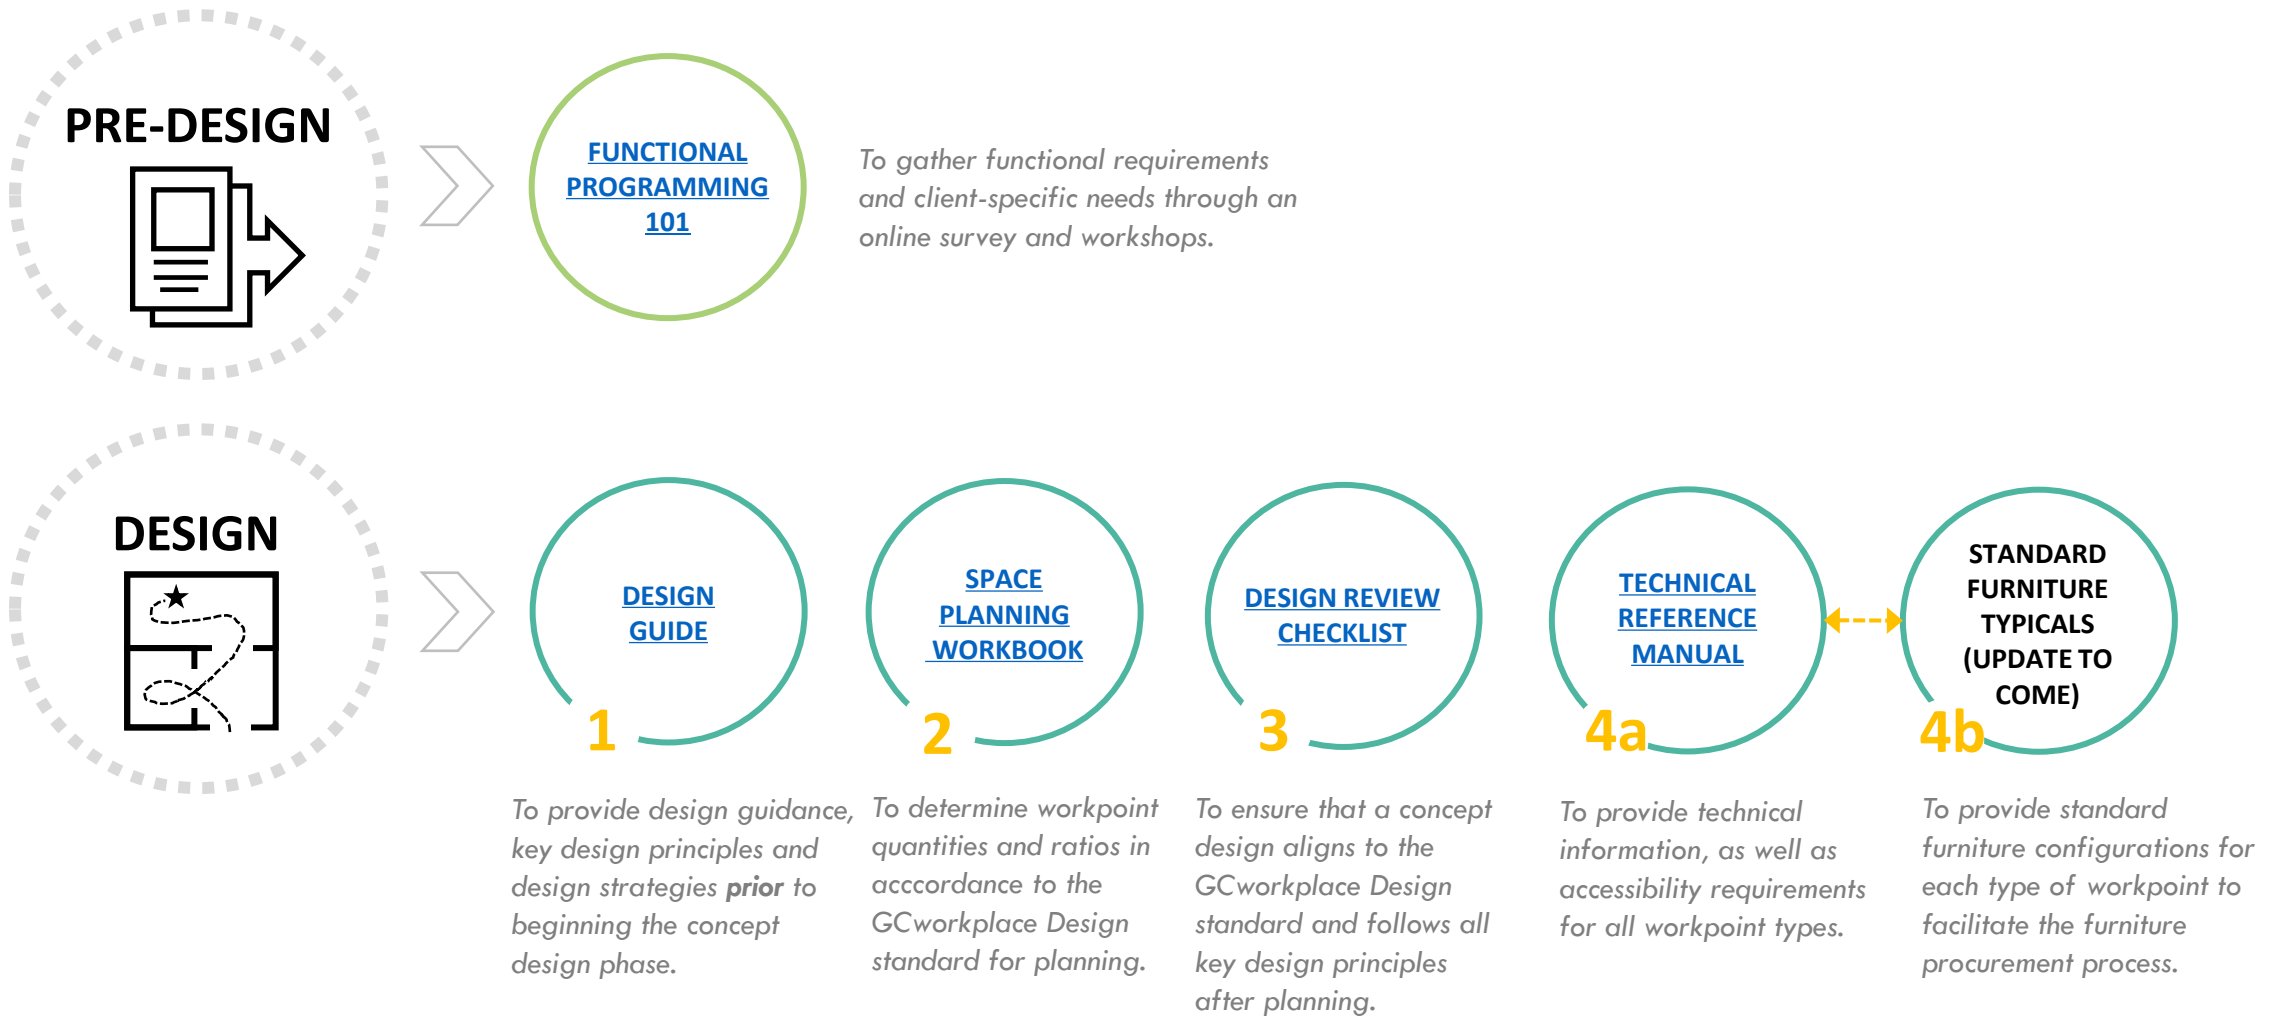 PRE-DESIGN
FUNCTIONAL
PROGRAMMING
101
To gather functional requirements
and client-specific needs through an
online survey and workshops.
DESIGN
DESIGN
GUIDE
1
To provide design guidance,
key design principles and
design strategies prior to
beginning the concept
design phase.
SPACE
PLANNING
WORKBOOK
2
To determine workpoint
quantities and ratios in
acccordance to the
GCworkplace Design
standard for planning.
DESIGN REVIEW
CHECKLIST
3
To ensure that a concept
design aligns to the
GCworkplace Design
standard and follows all
key design principles
after planning.
TECHNICAL
REFERENCE
MANUAL
4a
To provide technical
information, as well as
accessibility requirements
for all workpoint types.
STANDARD
FURNITURE
TYPICALS
(UPDATE TO
COME)
4b
To provide standard
furniture configurations for
each type of workpoint to
facilitate the furniture
procurement process.